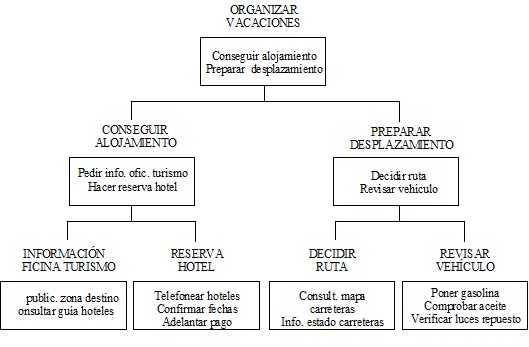 ORGANIZAR
VACACIONES
Conseguir alojamiento
Preparar desplazamiento
CONSEGUIR
ALOJAMIENTO
PREPARAR
DESPLAZAMIENTO
Pedir info. ofic. turismo
Hacer reserva hotel
Decidir ruta
Revisar vehículo
INFORMACIÓN
FICINA TURISMO
RESERVA
HOTEL
DECIDIR
RUTA
REVISAR
VEHÍCULO
public. zona destino
onsultar guía hoteles
Telefonear hoteles
Confirmar fechas
Adelantar pago
Consult. mapa
carreteras
Info. estado carreteras
Poner gasolina
Comprobar aceite
Verificar luces repuesto